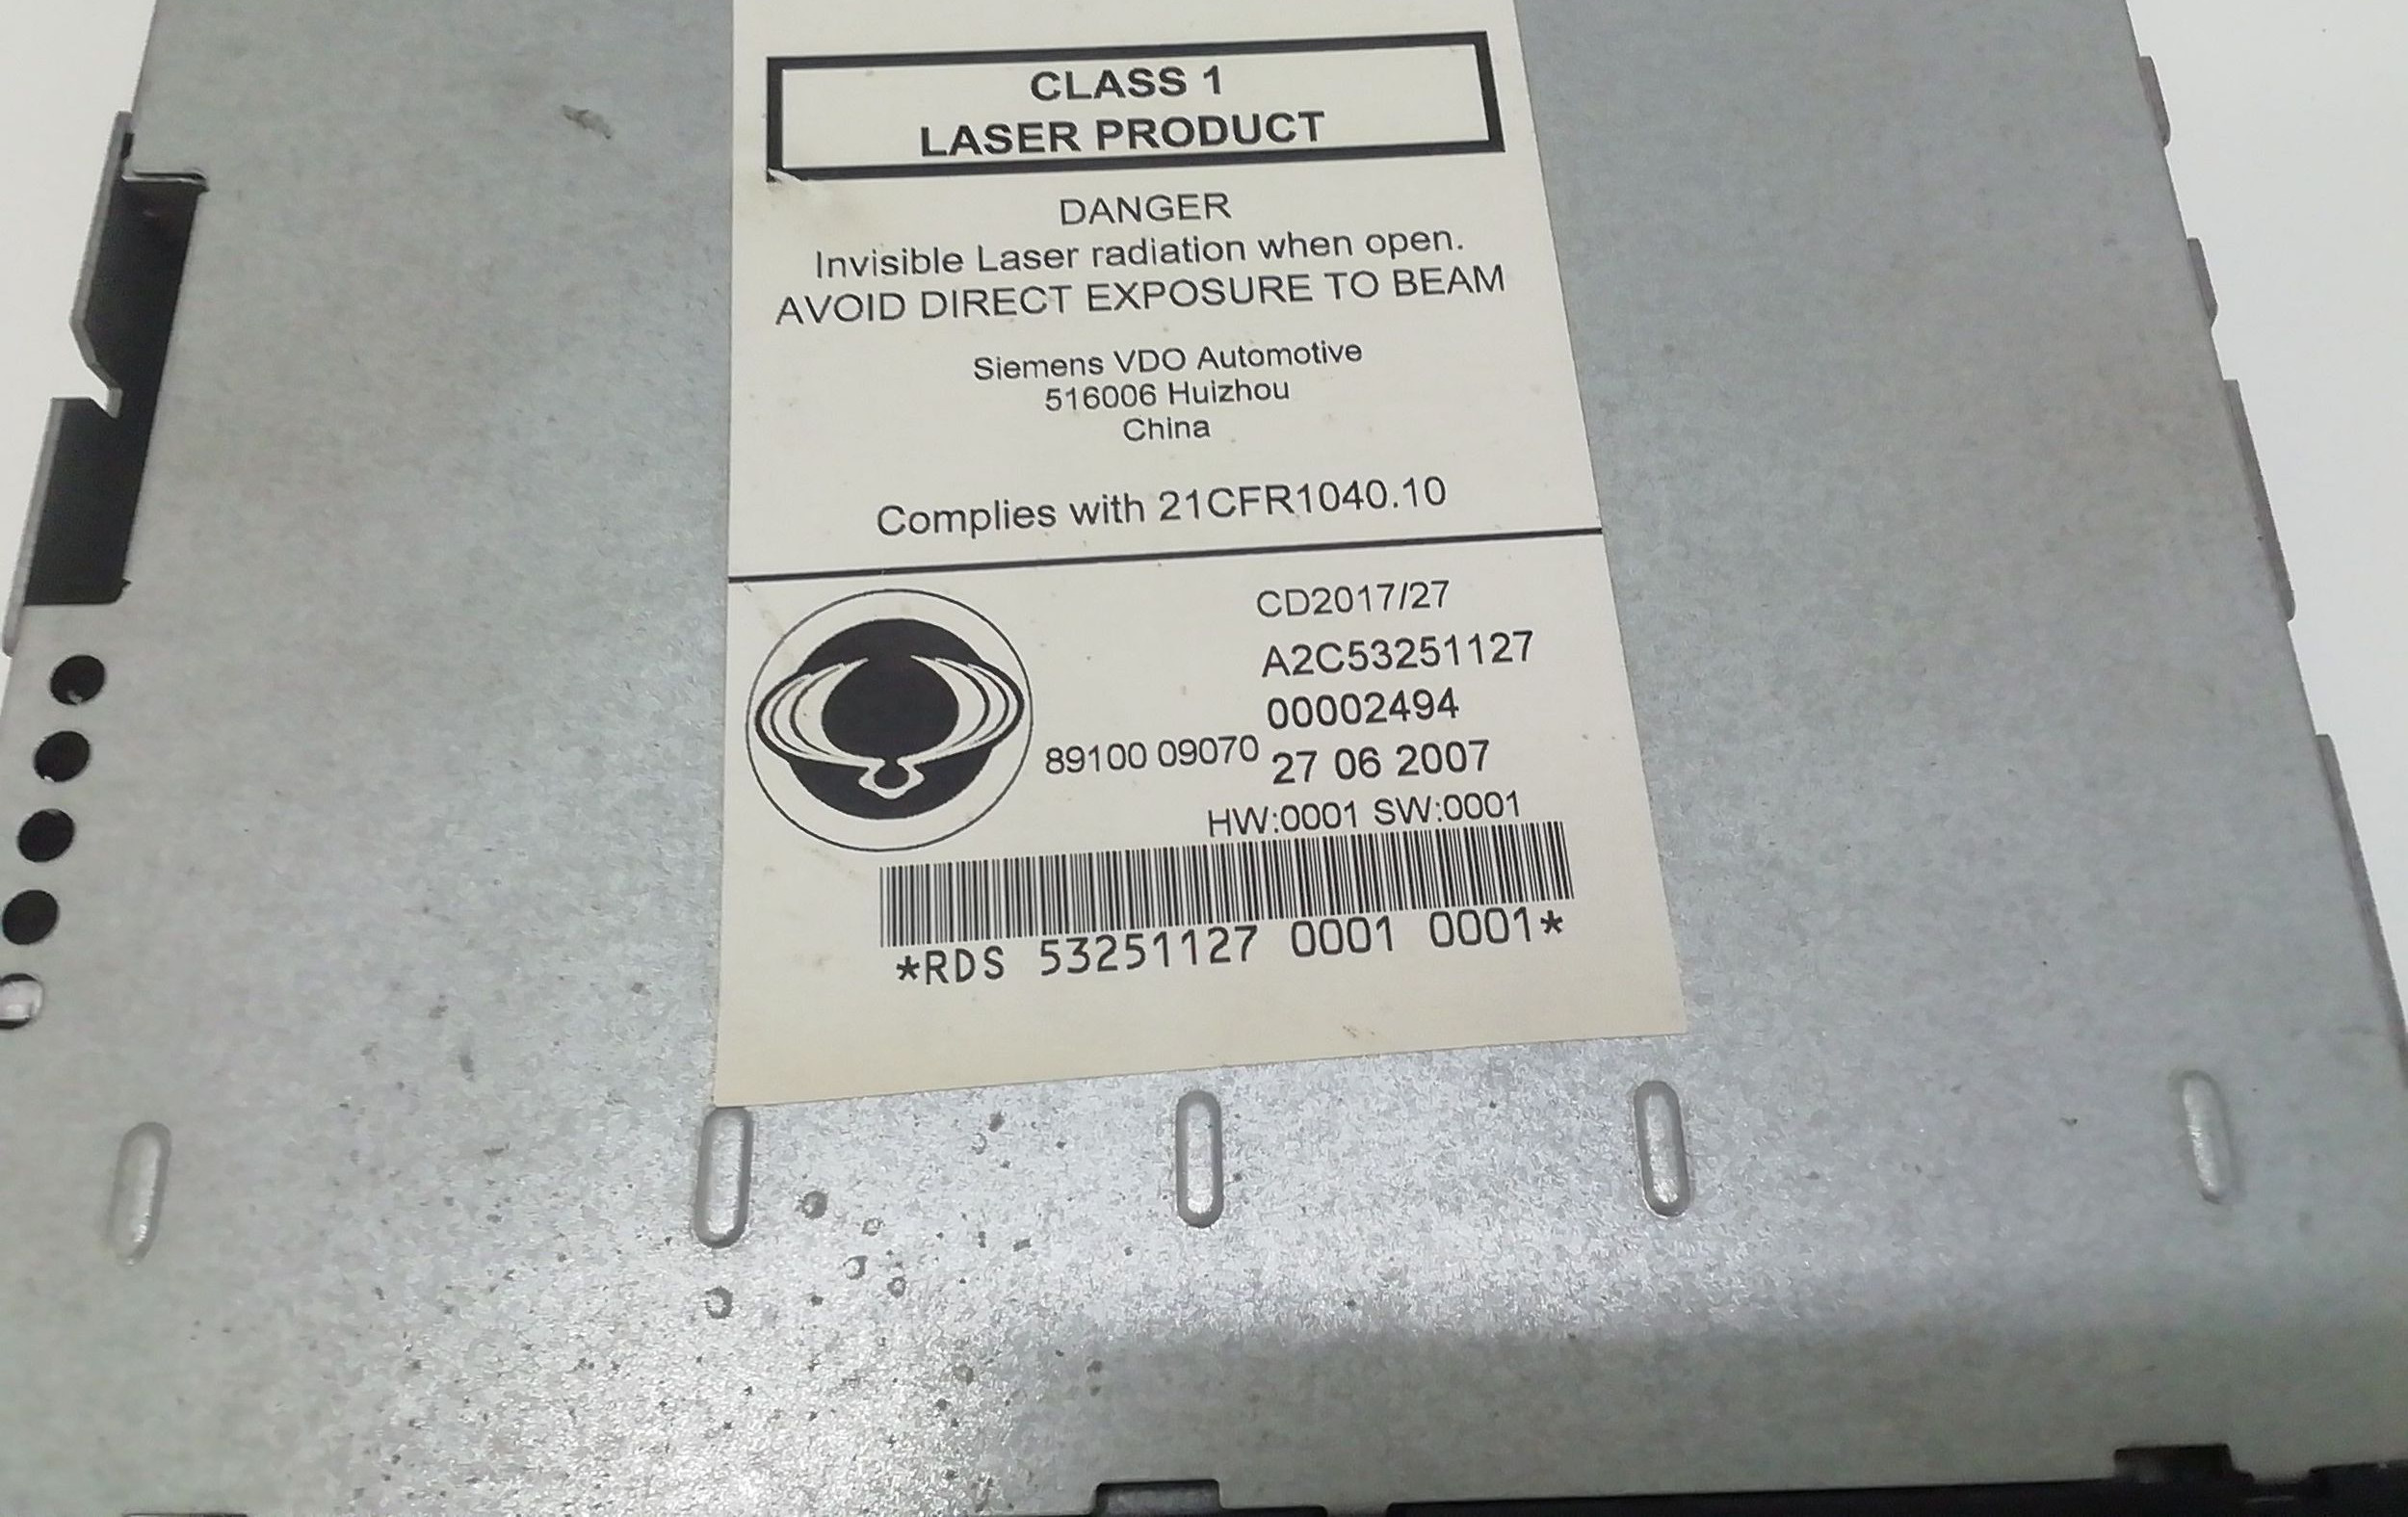 CLASS 1
LASER PRODUCT
DANGER
Invisible Laser radiation when open.
AVOID DIRECT EXPOSURE TO BEAM
Siemens VDO Automotive
516006 Huizhou
China
Complies with 21CFR1040.10
CD2017/27
A2C53251127
00002494
89100 09070 27 06 2007
HW:0001 SW:0001
*RDS 53251127 0001 0001*